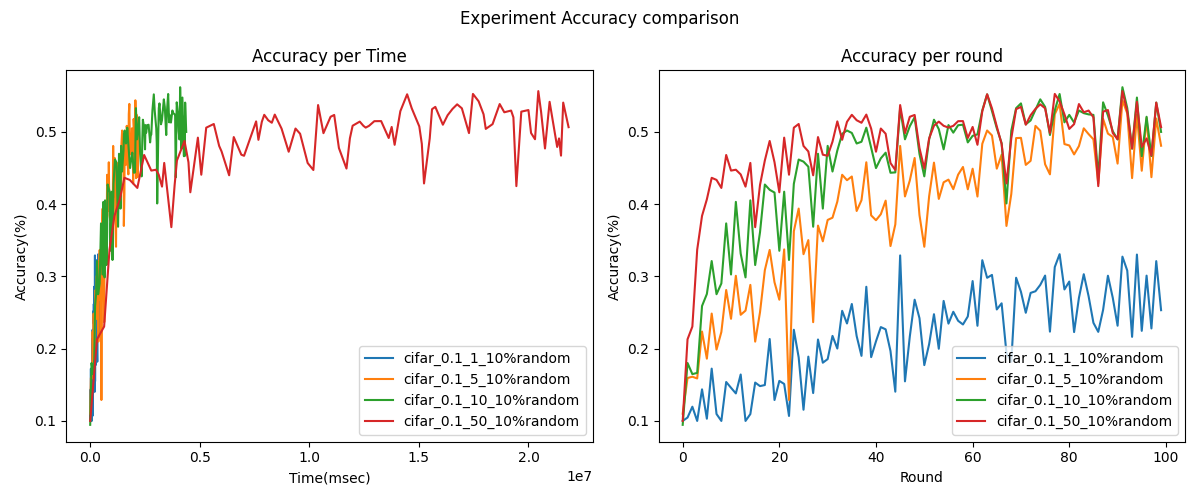 Experiment Accuracy comparison
Accuracy per Time
Accuracy(%)
0.5
0.4
0.3
0.2
0.1
cifar_0.1_1_10%random
cifar_0.1_5_10%random
cifar_0.1_10_10%random
cifar_0.1_50_10%random
0.0
0.5
1.0
1.5
2.0
1e7
Time(msec)
Accuracy per round
Accuracy(%)
0.5
0.4
0.3
0.2
0.1
cifar_0.1_1_10%random
cifar_0.1_5_10%random
cifar_0.1_10_10%random
cifar_0.1_50_10%random
0
20
40
60
80
100
Round